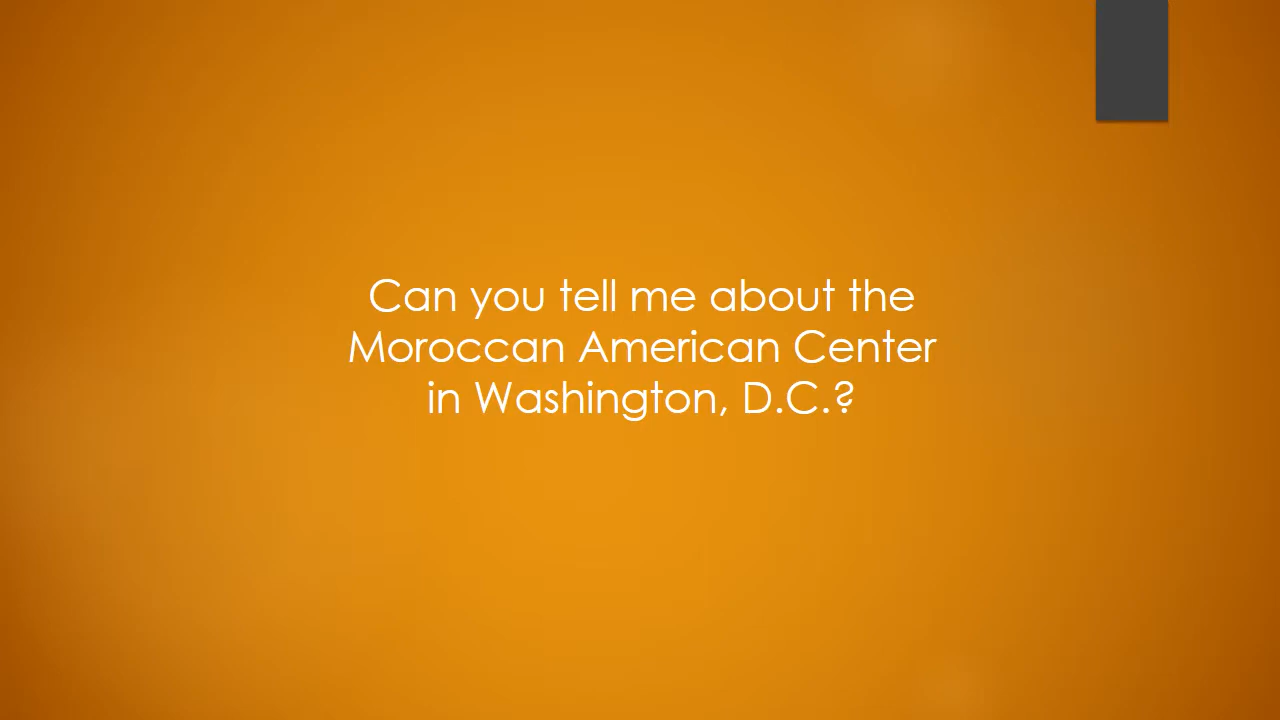 Can you tell me about the
Moroccan American Center
in Washington, D.C.?